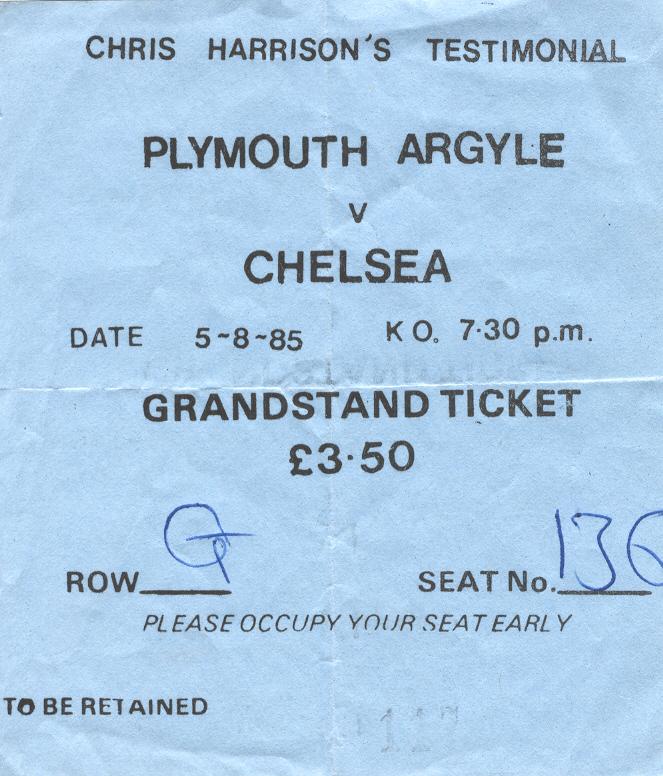 CHRIS HARRISON'S TESTIMONIAL
PLYMOUTH ARGYLE
V
CHELSEA
DATE 5-8-85 K O. 7·30 p.m.
GRANDSTAND TICKET
£3·50
ROW G SEAT No. 136
PLEASE OCCUPY YOUR SEAT EARLY
TO BE RETAINED
117